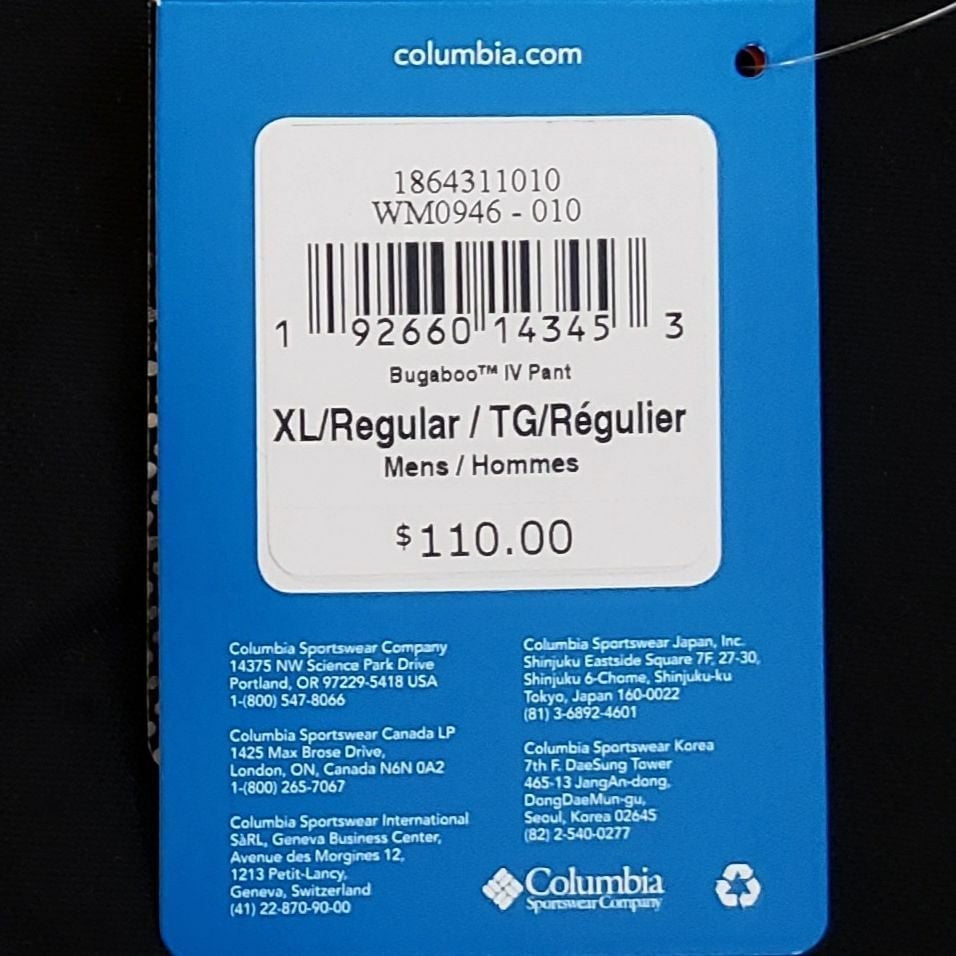 columbia.com
1864311010
WM0946 - 010
1 92660 14345 3
Bugaboo™ IV Pant
XL/Regular / TG/Régulier
Mens / Hommes
$110.00
Columbia Sportswear Company
14375 NW Science Park Drive
Portland, OR 97229-5418 USA
1-(800) 547-8066
Columbia Sportswear Canada LP
1425 Max Brose Drive,
London, ON, Canada N6N 0A2
1-(800) 265-7067
Columbia Sportswear International
SàRL, Geneva Business Center,
Avenue des Morgines 12,
1213 Petit-Lancy,
Geneva, Switzerland
(41) 22-870-90-00
Columbia Sportswear Japan, Inc.
Shinjuku Eastside Square 7F, 27-30,
Shinjuku 6-Chome, Shinjuku-ku
Tokyo, Japan 160-0022
(81) 3-6892-4601
Columbia Sportswear Korea
7th F. DaeSung Tower
465-13 JangAn-dong,
DongDaeMun-gu,
Seoul, Korea 02645
(82) 2-540-0277
Columbia
Sportswear Company